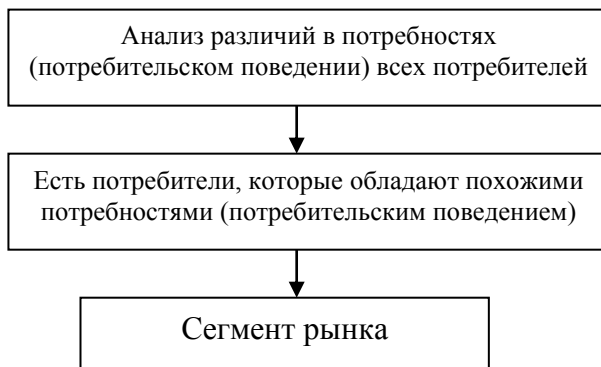 Анализ различий в потребностях
(потребительском поведении) всех потребителей
Есть потребители, которые обладают похожими
потребностями (потребительским поведением)
Сегмент рынка